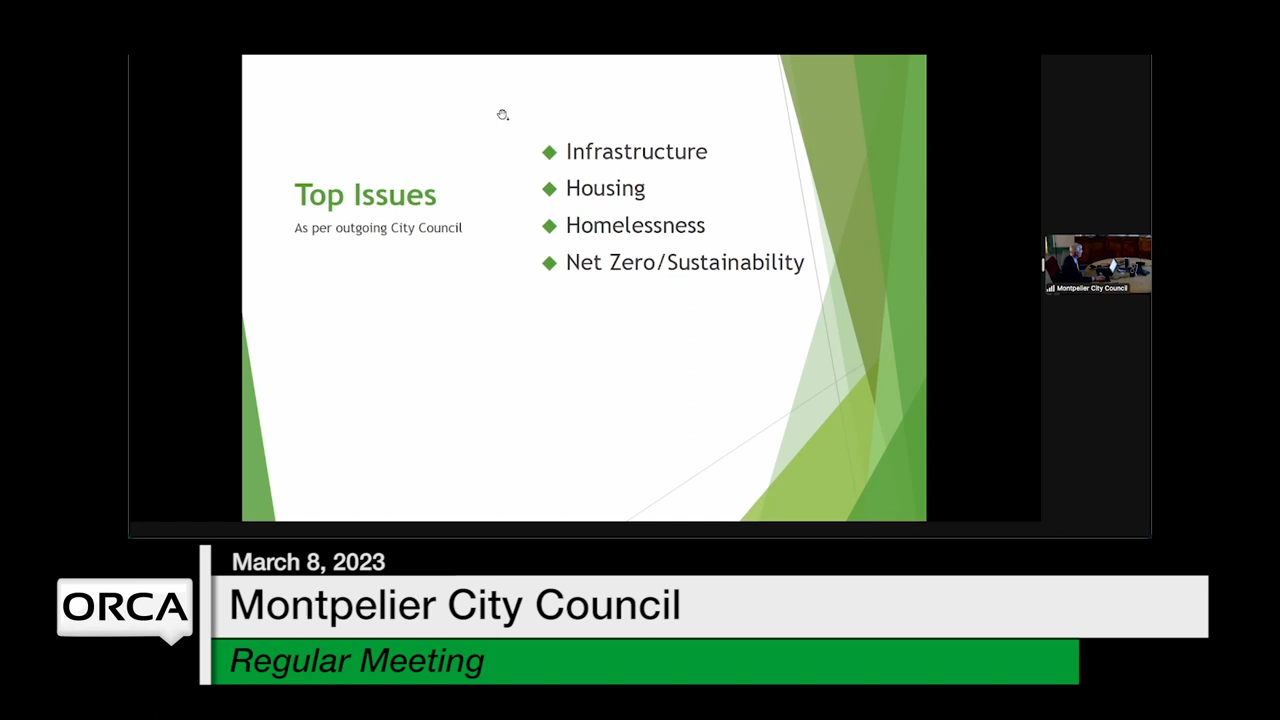 Top Issues
As per outgoing City Council
Infrastructure
Housing
Homelessness
Net Zero/Sustainability
Montpelier City Council
March 8, 2023
ORCA
Montpelier City Council
Regular Meeting